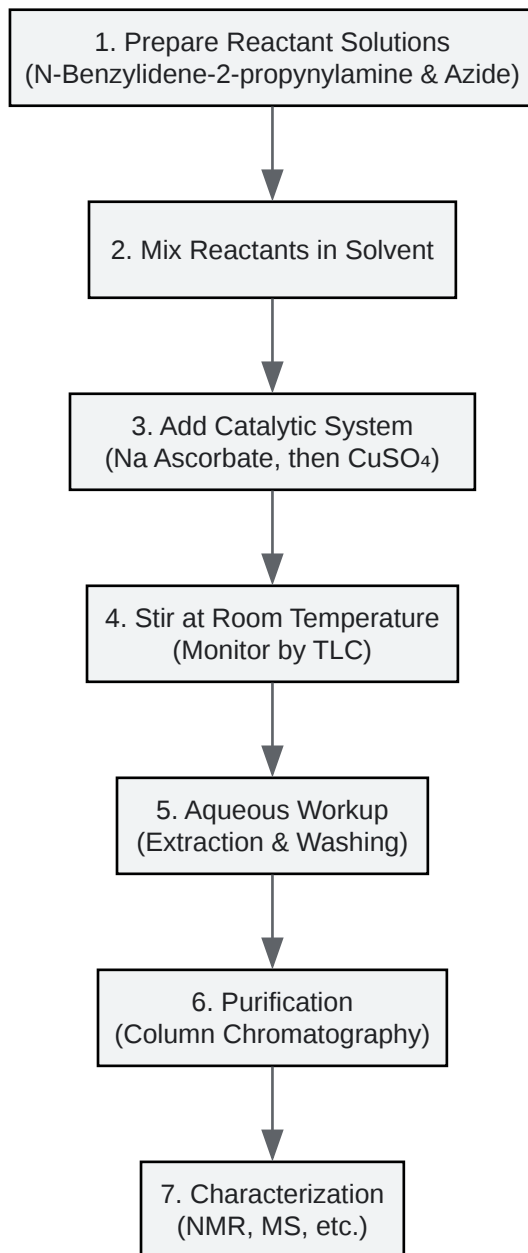 1. Prepare Reactant Solutions
(N-Benzylidene-2-propynylamine & Azide)
2. Mix Reactants in Solvent
3. Add Catalytic System
(Na Ascorbate, then CuSO₄)
4. Stir at Room Temperature
(Monitor by TLC)
5. Aqueous Workup
(Extraction & Washing)
6. Purification
(Column Chromatography)
7. Characterization
(NMR, MS, etc.)